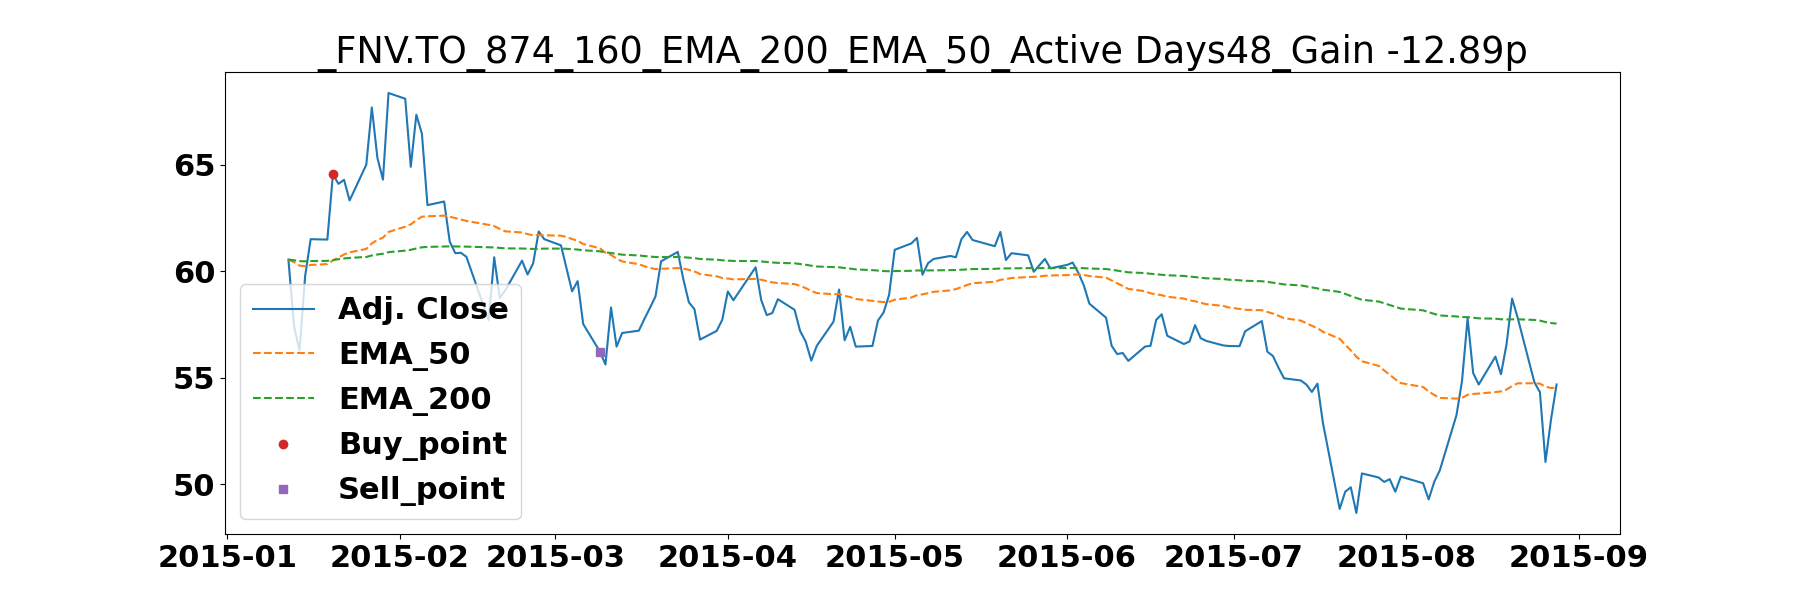 _FNV.TO_874_160_EMA_200_EMA_50_Active Days48_Gain -12.89p
65
60
55
50
Adj. Close
EMA_50
EMA_200
Buy_point
Sell_point
2015-01 2015-02 2015-03 2015-04 2015-05 2015-06 2015-07 2015-08 2015-09